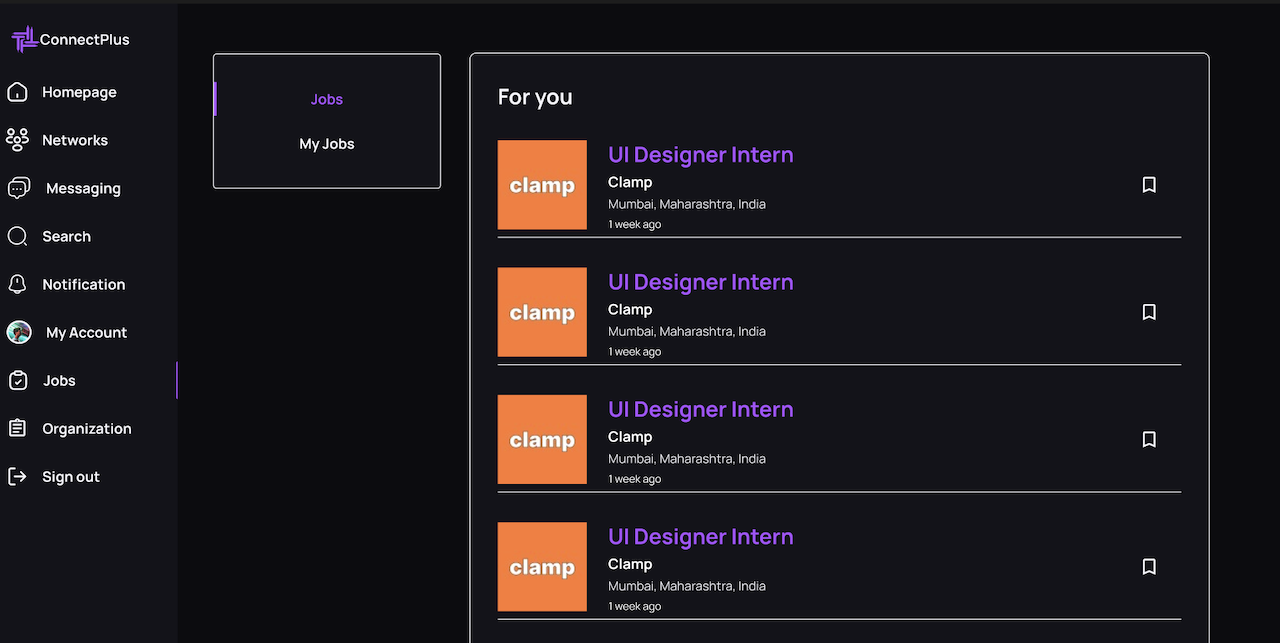 ConnectPlus
Homepage
Networks
Messaging
Search
Notification
My Account
Jobs
Organization
Sign out
Jobs
My Jobs
For you
clamp
UI Designer Intern
Clamp
Mumbai, Maharashtra, India
1 week ago
clamp
UI Designer Intern
Clamp
Mumbai, Maharashtra, India
1 week ago
clamp
UI Designer Intern
Clamp
Mumbai, Maharashtra, India
1 week ago
clamp
UI Designer Intern
Clamp
Mumbai, Maharashtra, India
1 week ago